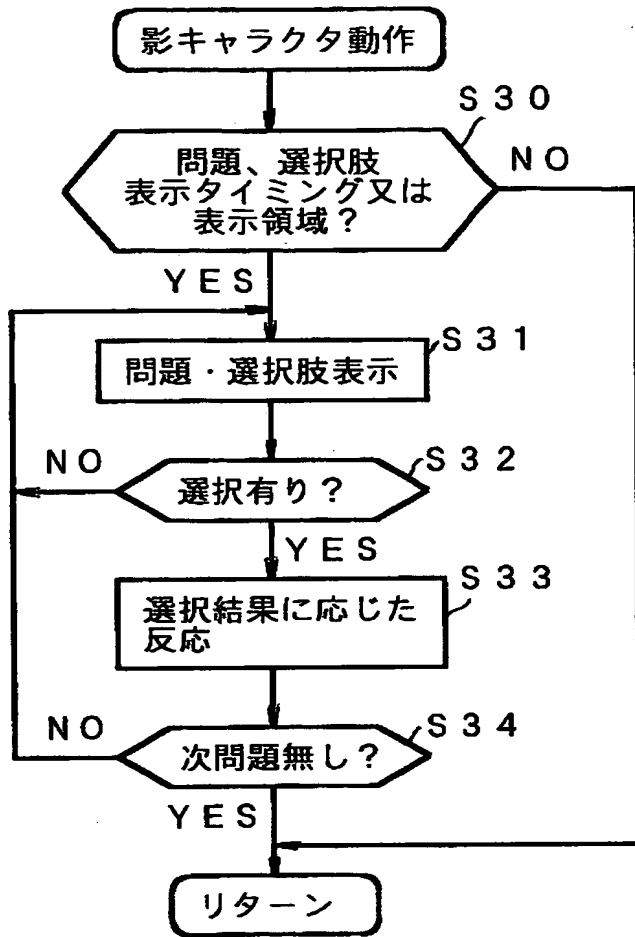 影キャラクタ動作
S30
問題、選択肢
表示タイミング又は
表示領域?
NO
YES
S31
問題・選択肢表示
NO
S32
選択有り?
YES
S33
選択結果に応じた
反応
NO
S34
次問題無し?
YES
リターン